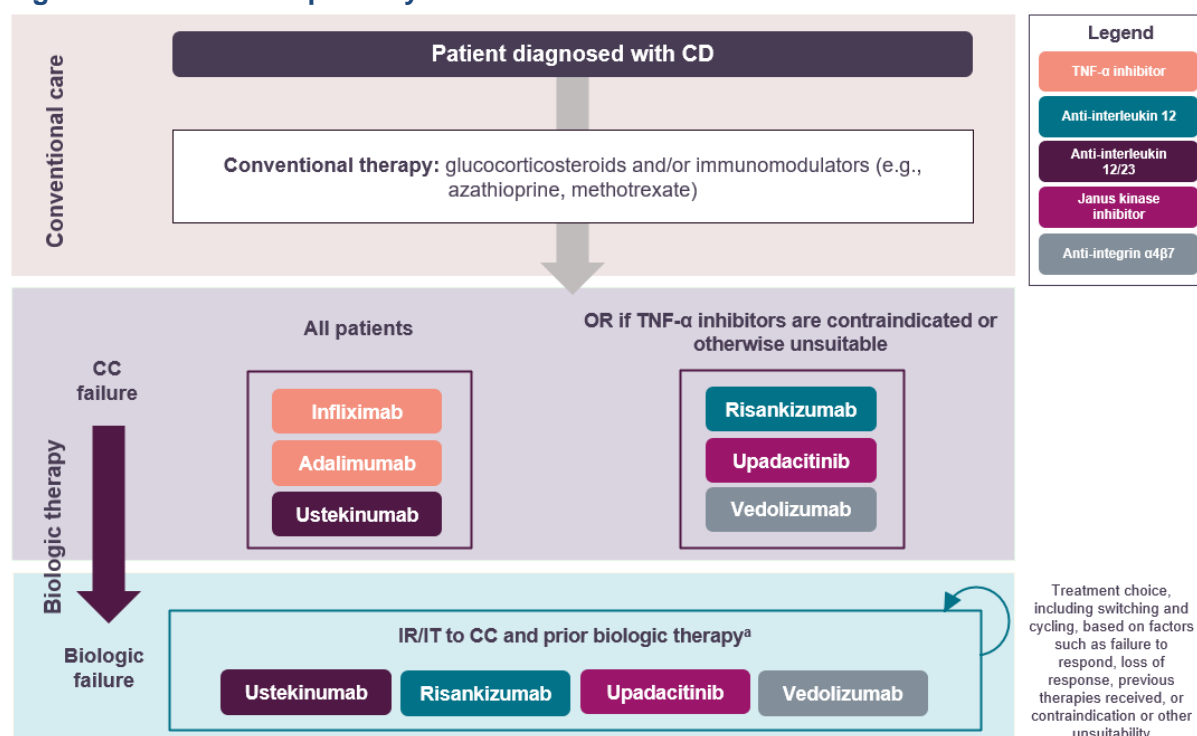 Patient diagnosed with CD
Conventional care
Conventional therapy: glucocorticosteroids and/or immunomodulators (e.g.,
azathioprine, methotrexate)
Legend
TNF-α inhibitor
Anti-interleukin 12
Anti-interleukin
12/23
Janus kinase
inhibitor
Anti-integrin α4β7
All patients
OR if TNF-α inhibitors are contraindicated or
otherwise unsuitable
CC
failure
Biologic therapy
Infliximab
Adalimumab
Ustekinumab
Risankizumab
Upadacitinib
Vedolizumab
Biologic
failure
IR/IT to CC and prior biologic therapyᵃ
Ustekinumab
Risankizumab
Upadacitinib
Vedolizumab
Treatment choice,
including switching and
cycling, based on factors
such as failure to
respond, loss of
response, previous
therapies received, or
contraindication or other
unsuitability